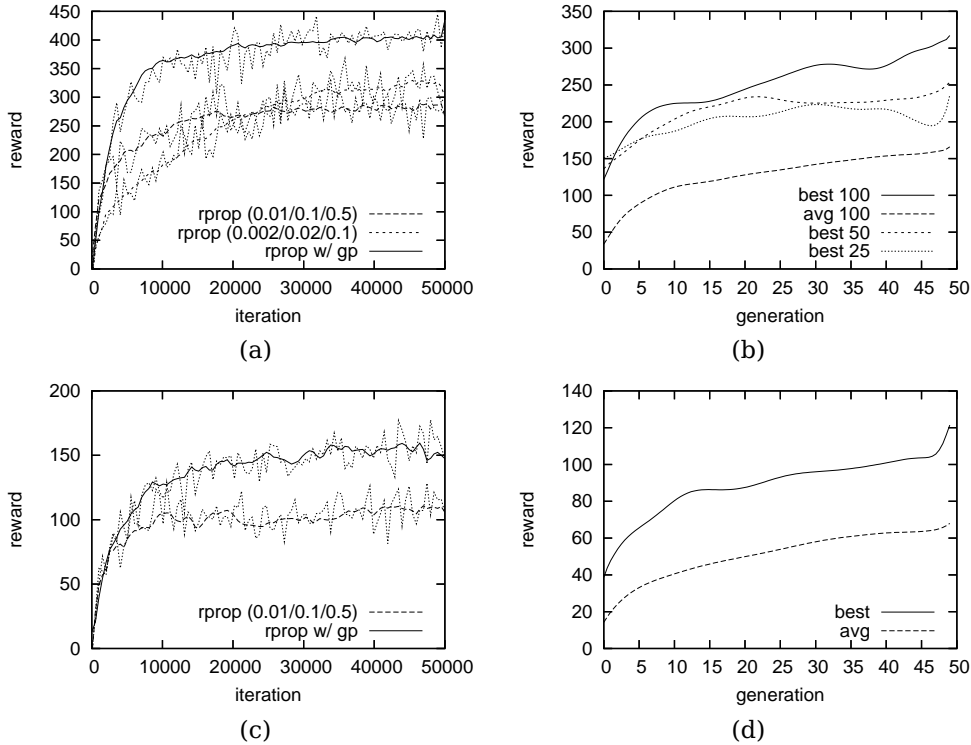 450
400
350
300
250
200
150
100
50
0
reward
0 10000 20000 30000 40000 50000
iteration
rprop (0.01/0.1/0.5)
rprop (0.002/0.02/0.1)
rprop w/ gp
(a)
350
300
250
200
150
100
50
0
reward
0 5 10 15 20 25 30 35 40 45 50
generation
best 100
avg 100
best 50
best 25
(b)
200
150
100
50
0
reward
0 10000 20000 30000 40000 50000
iteration
rprop (0.01/0.1/0.5)
rprop w/ gp
(c)
140
120
100
80
60
40
20
0
reward
0 5 10 15 20 25 30 35 40 45 50
generation
best
avg
(d)